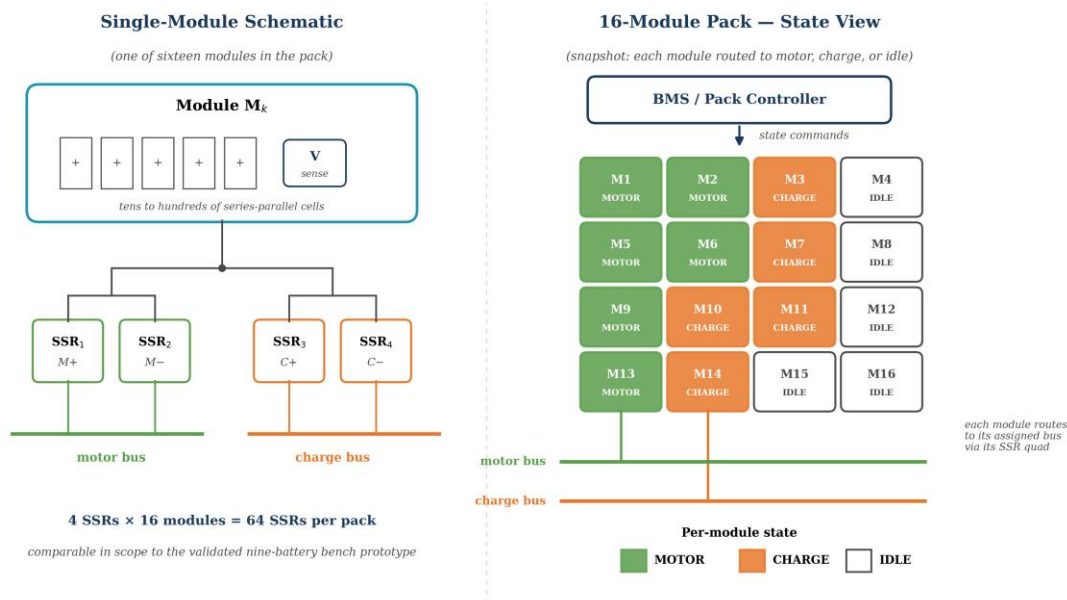 Single-Module Schematic
(one of sixteen modules in the pack)
Module Mk
+ + + + +
V
sense
tens to hundreds of series-parallel cells
SSR1 SSR2 SSR3 SSR4
M+ M− C+ C−
motor bus charge bus
4 SSRs × 16 modules = 64 SSRs per pack
comparable in scope to the validated nine-battery bench prototype
16-Module Pack — State View
(snapshot: each module routed to motor, charge, or idle)
BMS / Pack Controller
state commands
M1 M2 M3 M4
MOTOR MOTOR CHARGE IDLE
M5 M6 M7 M8
MOTOR MOTOR CHARGE IDLE
M9 M10 M11 M12
MOTOR CHARGE CHARGE IDLE
M13 M14 M15 M16
MOTOR CHARGE IDLE IDLE
each module routes
to its assigned bus
via its SSR quad
motor bus
charge bus
Per-module state
MOTOR CHARGE IDLE